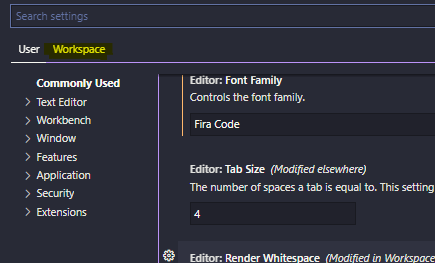 Search settings
User
Workspace
Commonly Used
Text Editor
Workbench
Window
Features
Application
Security
Extensions
Editor: Font Family
Controls the font family.
Fira Code
Editor: Tab Size (Modified elsewhere)
The number of spaces a tab is equal to. This setting
4
Editor: Render Whitespace (Modified in Workspace